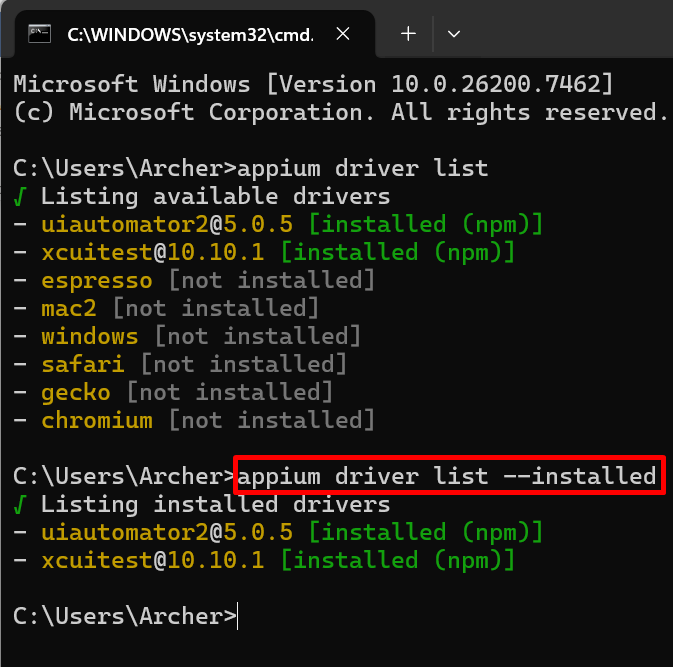 C:\WINDOWS\system32\cmd.
Microsoft Windows [Version 10.0.26200.7462]
(c) Microsoft Corporation. All rights reserved.
C:\Users\Archer>appium driver list
√ Listing available drivers
- uiautomator2@5.0.5 [installed (npm)]
- xcuitest@10.10.1 [installed (npm)]
- espresso [not installed]
- mac2 [not installed]
- windows [not installed]
- safari [not installed]
- gecko [not installed]
- chromium [not installed]
C:\Users\Archer>appium driver list --installed
√ Listing installed drivers
- uiautomator2@5.0.5 [installed (npm)]
- xcuitest@10.10.1 [installed (npm)]
C:\Users\Archer>